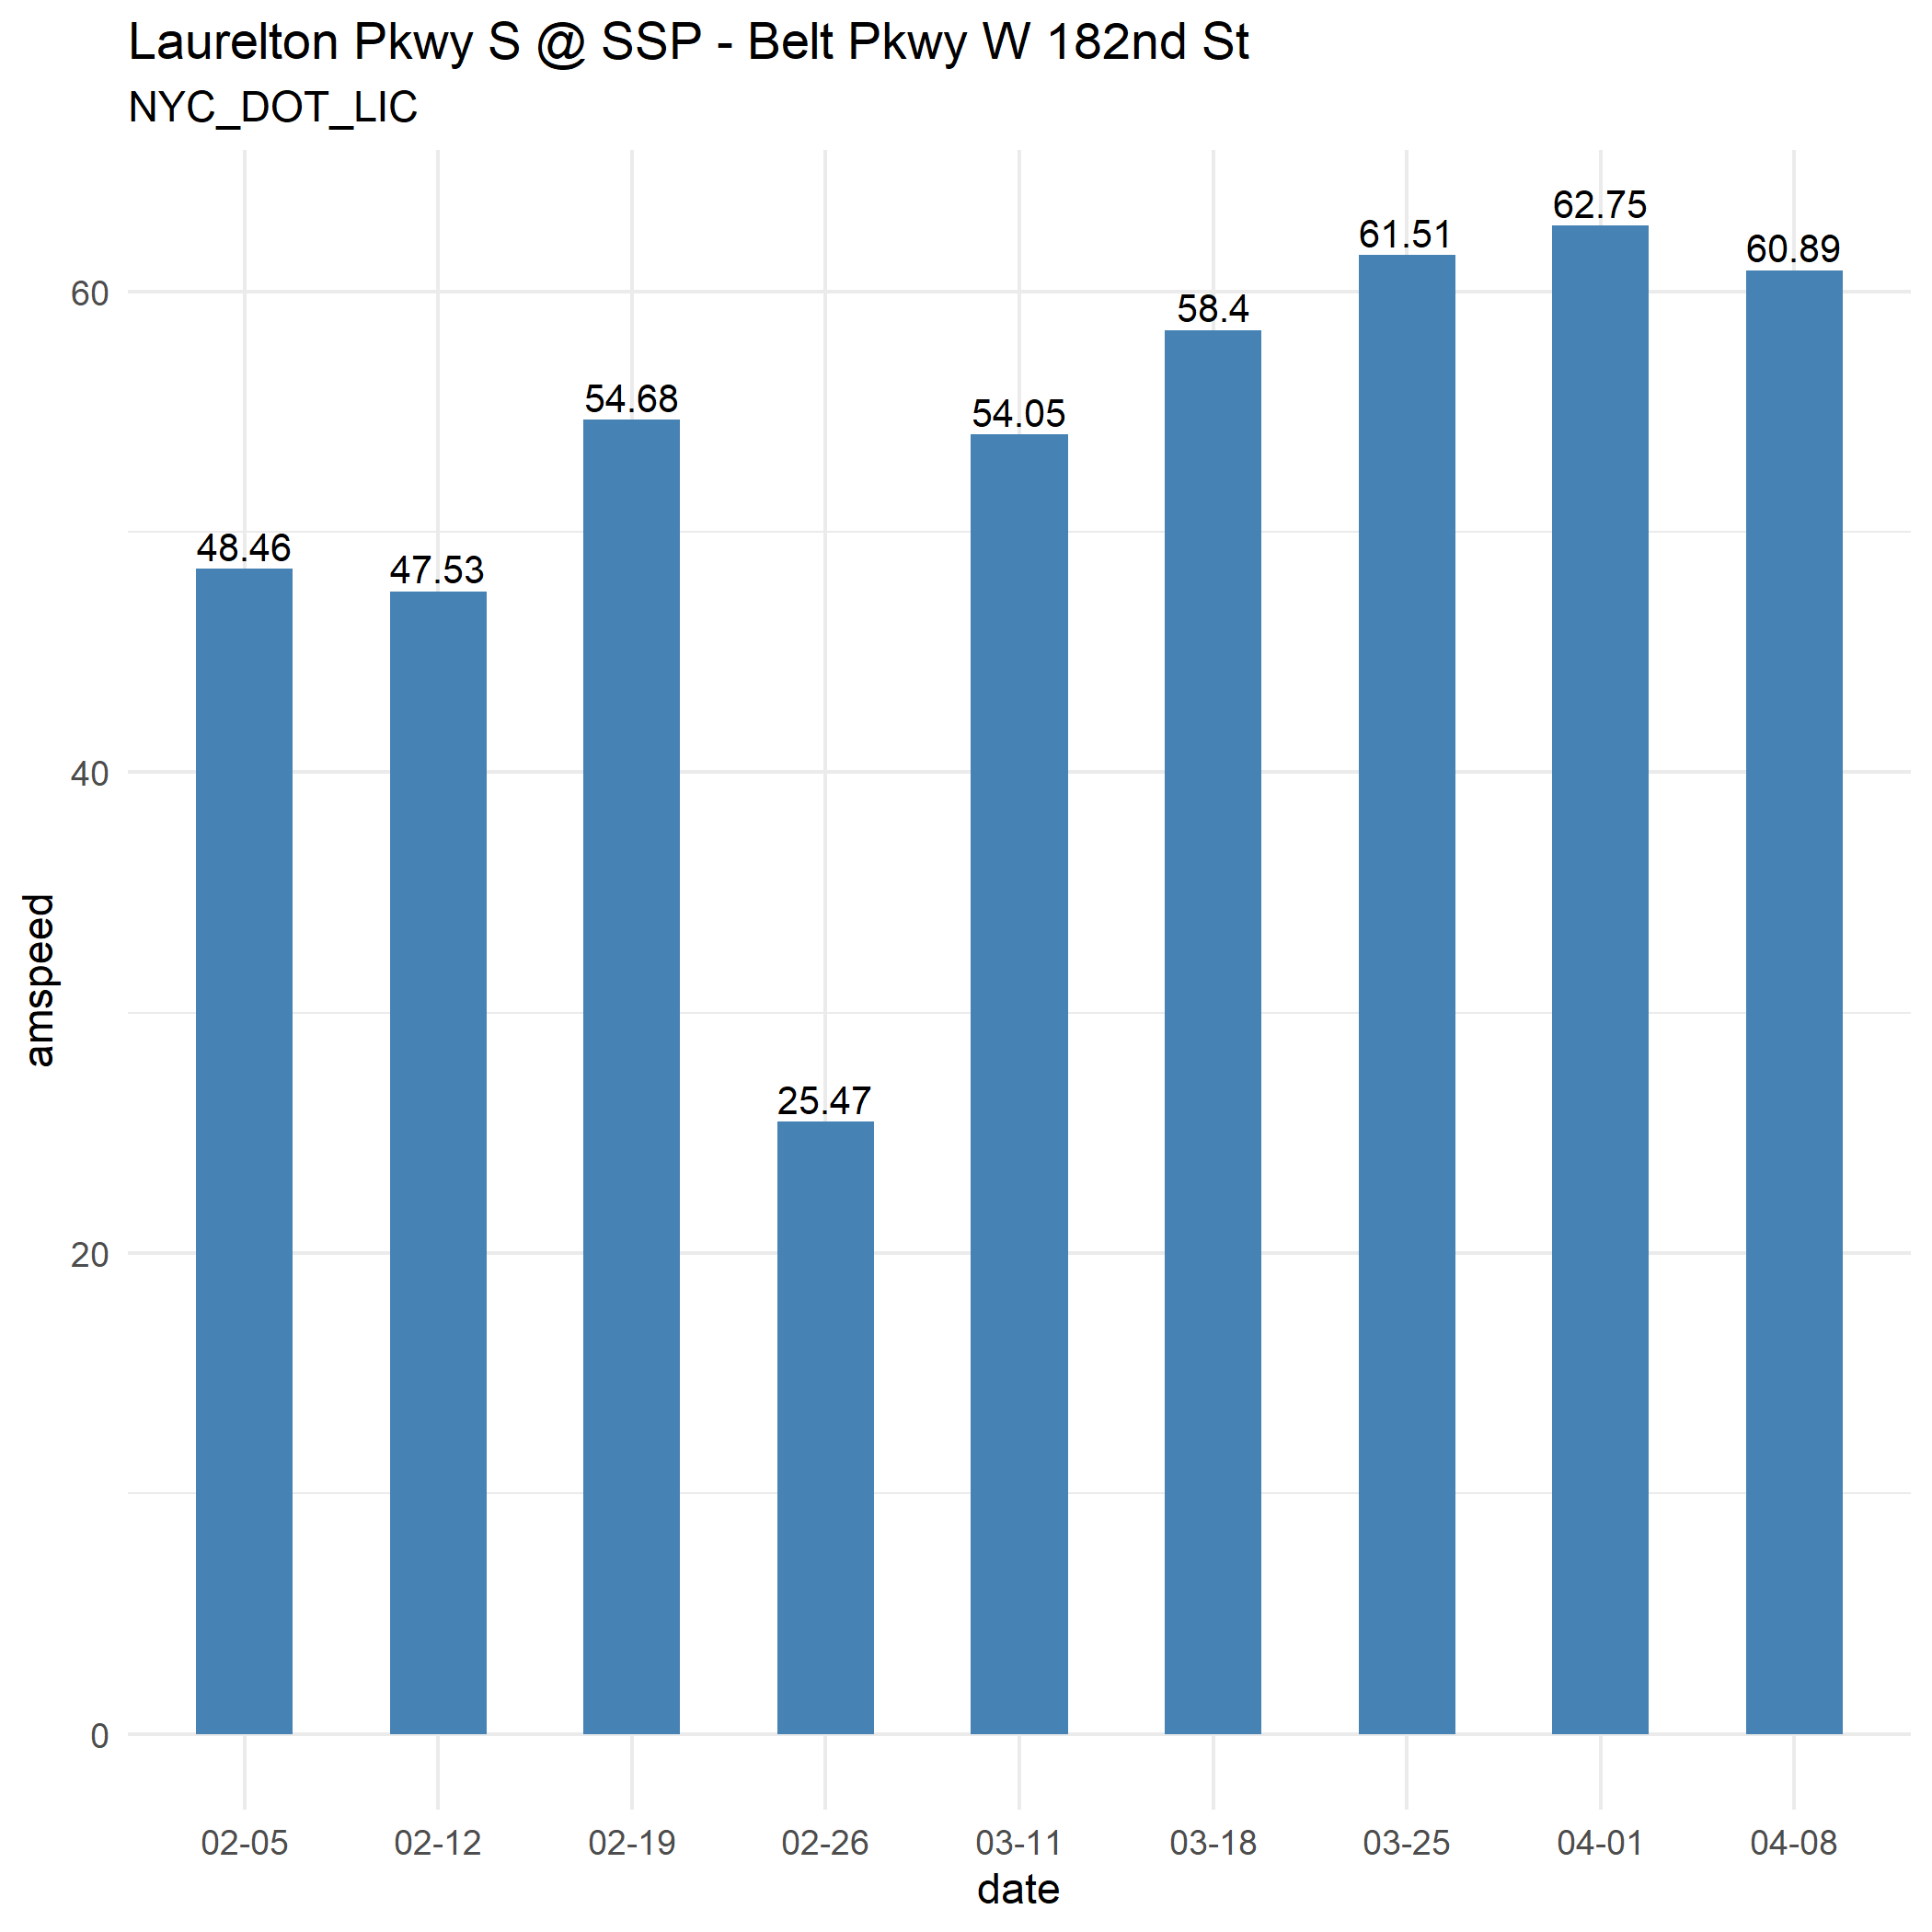 Laurelton Pkwy S @ SSP - Belt Pkwy W 182nd St
NYC_DOT_LIC
amspeed
60
40
20
0
48.46
47.53
54.68
25.47
54.05
58.4
61.51
62.75
60.89
02-05 02-12 02-19 02-26 03-11 03-18 03-25 04-01 04-08
date